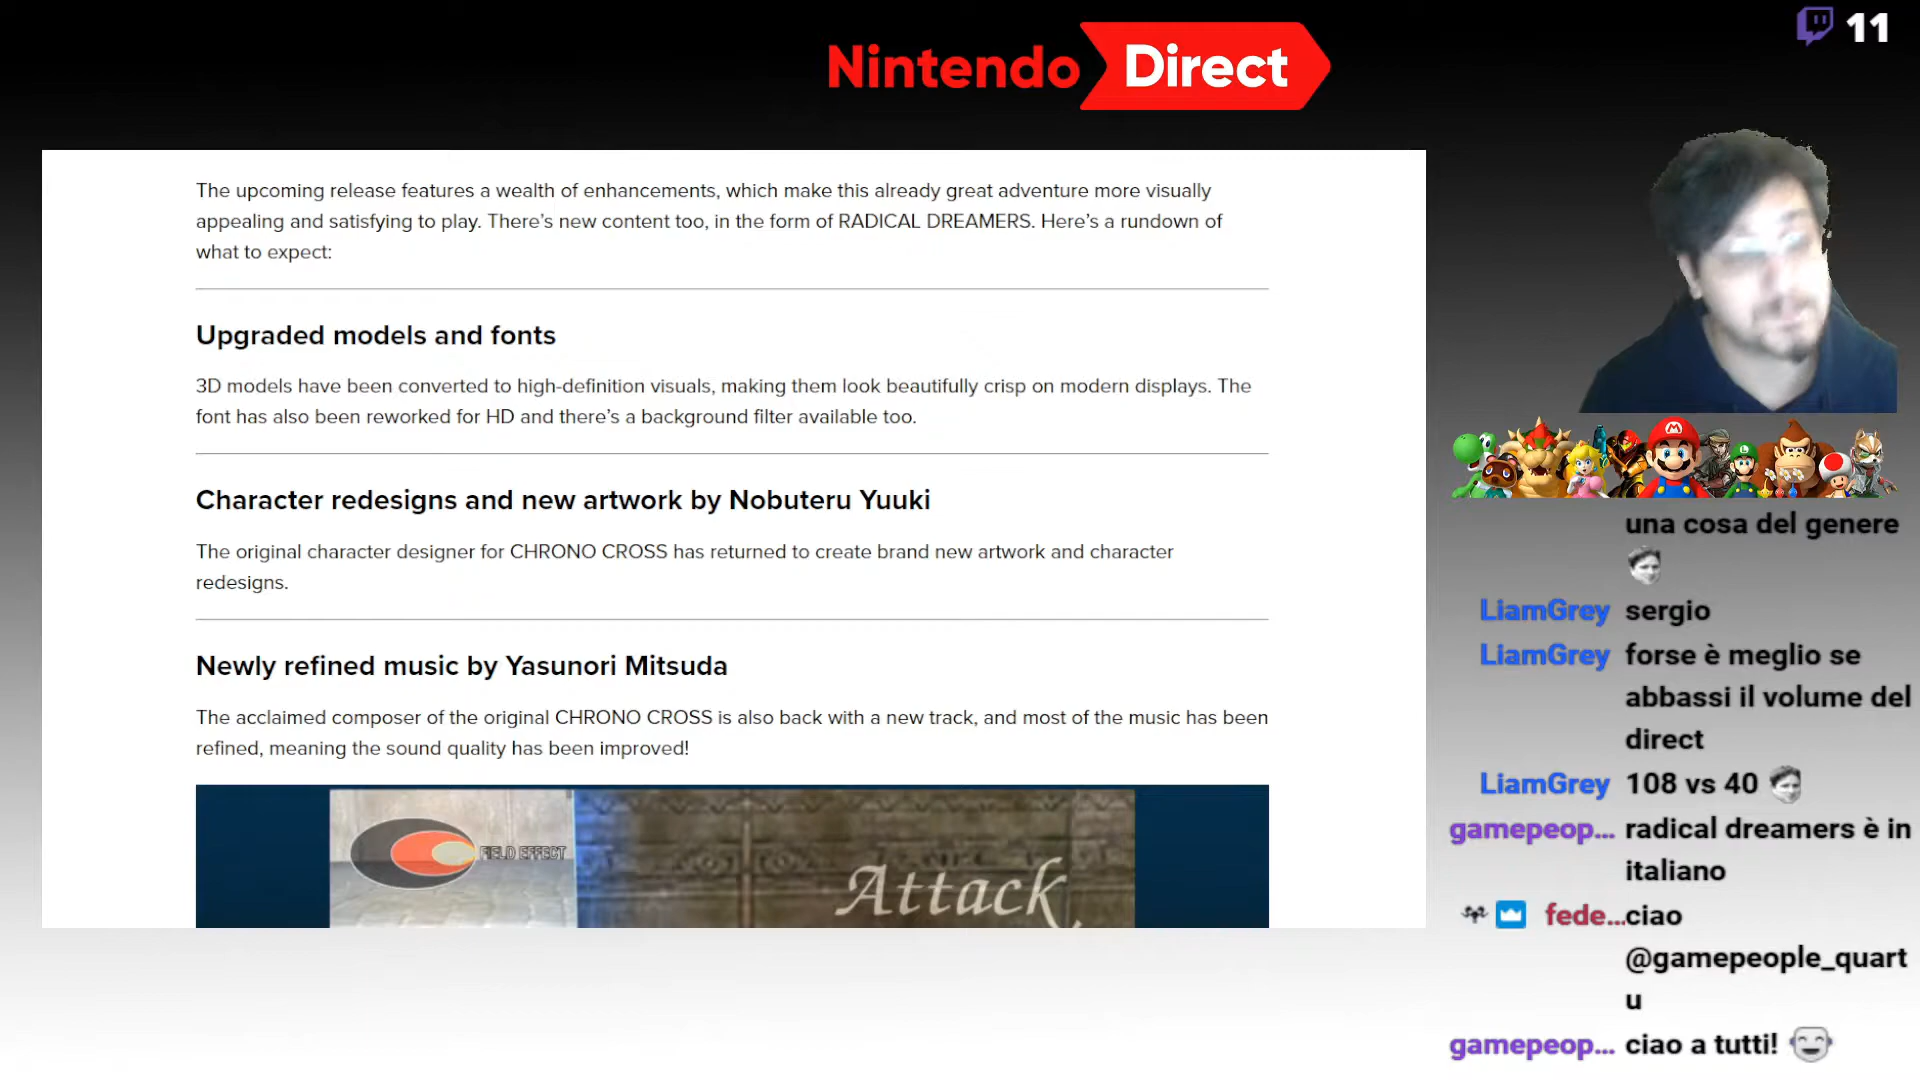 Nintendo Direct
11
The upcoming release features a wealth of enhancements, which make this already great adventure more visually
appealing and satisfying to play. There's new content too, in the form of RADICAL DREAMERS. Here's a rundown of
what to expect:
Upgraded models and fonts
3D models have been converted to high-definition visuals, making them look beautifully crisp on modern displays. The
font has also been reworked for HD and there's a background filter available too.
Character redesigns and new artwork by Nobuteru Yuuki
The original character designer for CHRONO CROSS has returned to create brand new artwork and character
redesigns.
Newly refined music by Yasunori Mitsuda
The acclaimed composer of the original CHRONO CROSS is also back with a new track, and most of the music has been
refined, meaning the sound quality has been improved!
FIELD EFFECT
Attack
una cosa del genere
LiamGrey sergio
LiamGrey forse è meglio se
abbassi il volume del
direct
LiamGrey 108 vs 40
gamepeop... radical dreamers è in
italiano
fede...ciao
@gamepeople_quart
u
gamepeop... ciao a tutti!